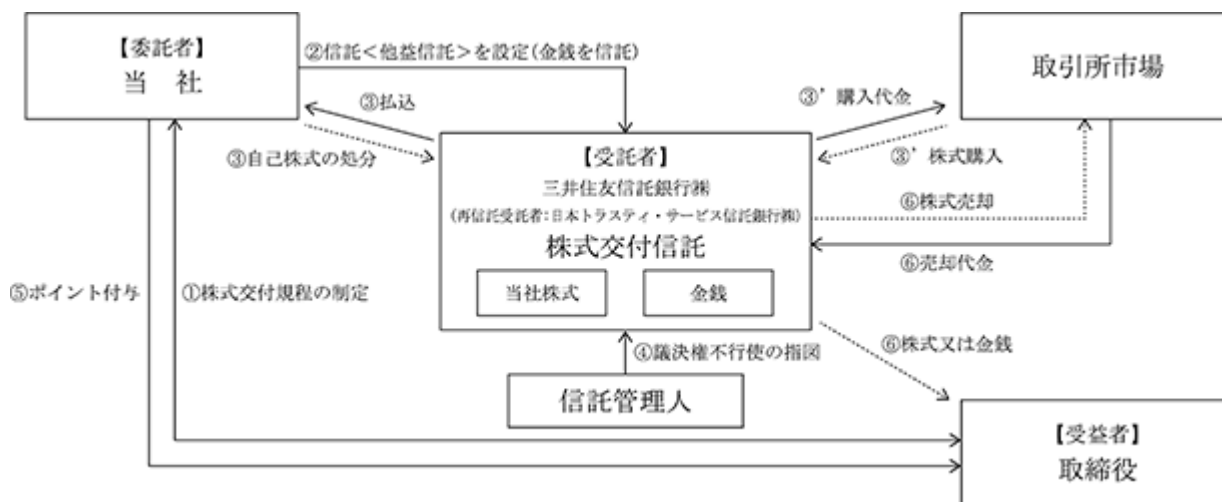 【委託者】
当 社
②信託<他益信託>を設定(金銭を信託)
取引所市場
③払込
③自己株式の処分
③’購入代金
③’株式購入
【受託者】
三井住友信託銀行㈱
(再信託受託者:日本トラスティ・サービス信託銀行㈱)
株式交付信託
当社株式
金銭
⑥株式売却
⑥売却代金
⑤ポイント付与
①株式交付規程の制定
④議決権不行使の指図
⑥株式又は金銭
信託管理人
【受益者】
取締役